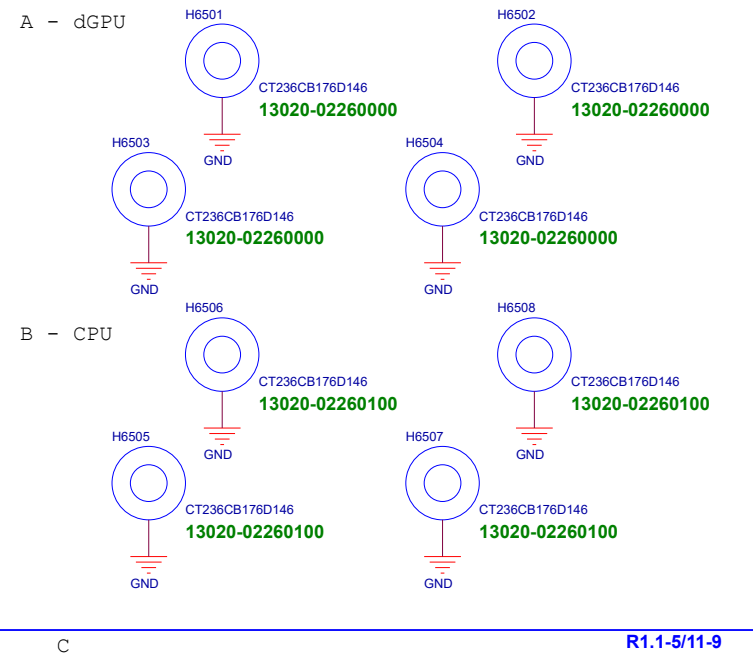 A - dGPU
H6501
CT236CB176D146
13020-02260000
GND
H6502
CT236CB176D146
13020-02260000
GND
H6503
CT236CB176D146
13020-02260000
GND
H6504
CT236CB176D146
13020-02260000
GND
B - CPU
H6506
CT236CB176D146
13020-02260100
GND
H6508
CT236CB176D146
13020-02260100
GND
H6505
CT236CB176D146
13020-02260100
GND
H6507
CT236CB176D146
13020-02260100
GND
C
R1.1-5/11-9